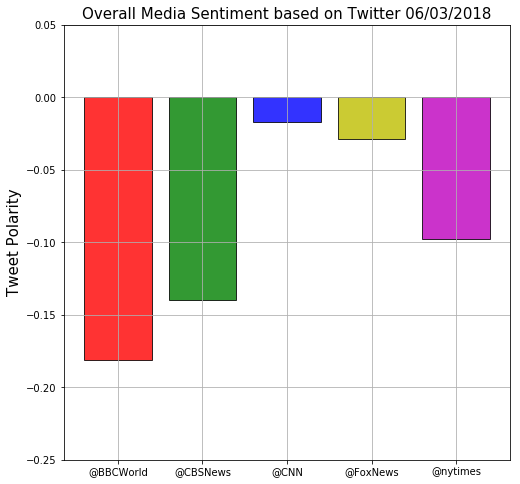 Overall Media Sentiment based on Twitter 06/03/2018
Tweet Polarity
0.05
0.00
−0.05
−0.10
−0.15
−0.20
−0.25
@BBCWorld
@CBSNews
@CNN
@FoxNews
@nytimes